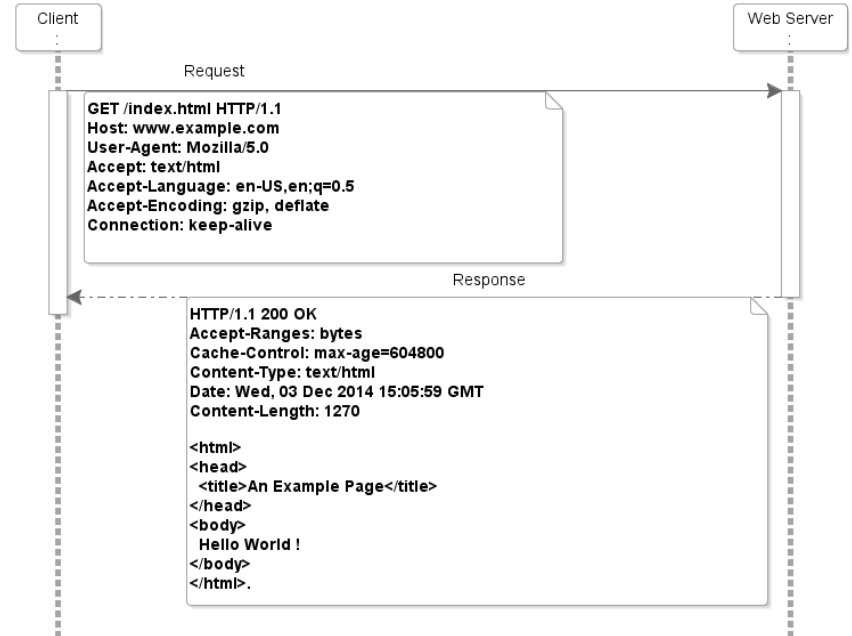 Client
:
Web Server
:
Request
GET /index.html HTTP/1.1
Host: www.example.com
User-Agent: Mozilla/5.0
Accept: text/html
Accept-Language: en-US,en;q=0.5
Accept-Encoding: gzip, deflate
Connection: keep-alive
Response
HTTP/1.1 200 OK
Accept-Ranges: bytes
Cache-Control: max-age=604800
Content-Type: text/html
Date: Wed, 03 Dec 2014 15:05:59 GMT
Content-Length: 1270

<html>
<head>
  <title>An Example Page</title>
</head>
<body>
  Hello World !
</body>
</html>.